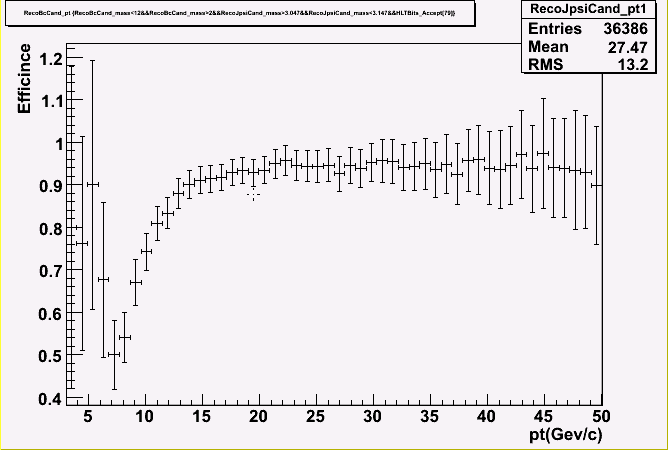 RecoBcCand_pt {RecoBcCand_mass<12&&RecoBcCand_mass>2&&RecoJpsiCand_mass>3.047&&RecoJpsiCand_mass<3.147&&HLTBits_Accept[79]}
RecoJpsiCand_pt1
Entries 36386
Mean 27.47
RMS 13.2
Efficince
1.2
1.1
1
0.9
0.8
0.7
0.6
0.5
0.4
5 10 15 20 25 30 35 40 45 50
pt(Gev/c)